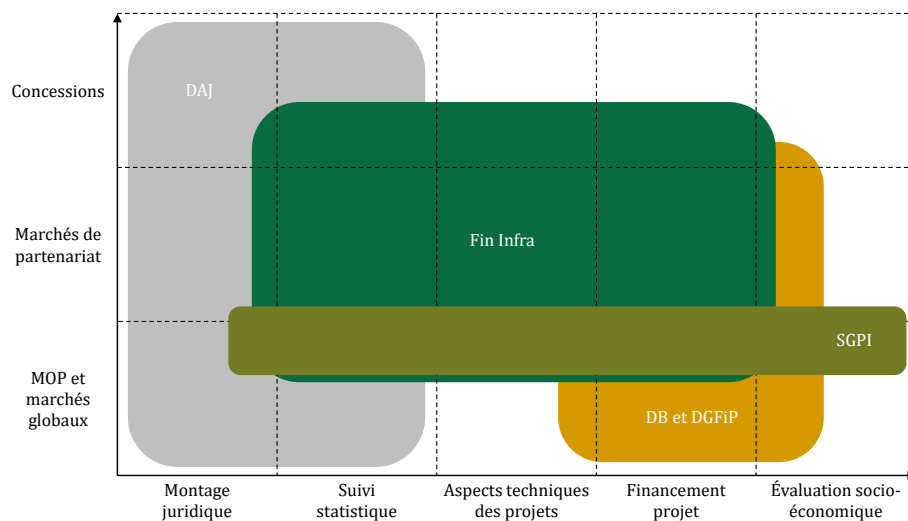 Concessions
DAJ
Marchés de
partenariat
Fin Infra
SGPI
MOP et
marchés
globaux
DB et DGFiP
Montage
juridique
Suivi
statistique
Aspects techniques
des projets
Financement
projet
Évaluation socio-
économique